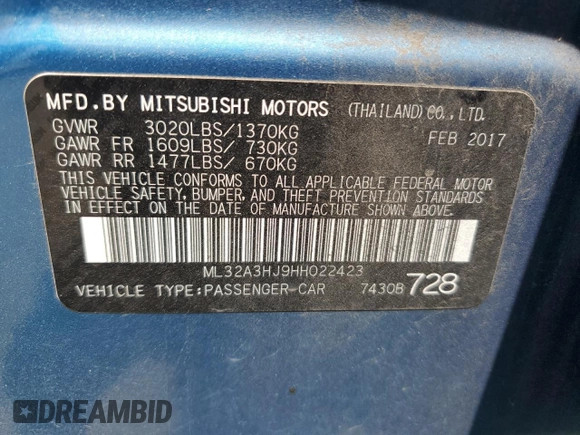 MFD.BY MITSUBISHI MOTORS (THAILAND) CO., LTD.
GVWR 3020LBS/1370KG FEB 2017
GAWR FR 1609LBS/ 730KG
GAWR RR 1477LBS/ 670KG
THIS VEHICLE CONFORMS TO ALL APPLICABLE FEDERAL MOTOR
VEHICLE SAFETY, BUMPER, AND THEFT PREVENTION STANDARDS
IN EFFECT ON THE DATE OF MANUFACTURE SHOWN ABOVE.
ML32A3HJ9HH022423
VEHICLE TYPE:PASSENGER-CAR 7430B 728
DREAMBID